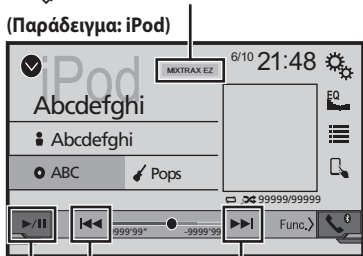 (Παράδειγμα: iPod)
iPod
MIXTRAX EZ
6/10 21:48
Abcdefghi
EQ
Abcdefghi
ABC
Pops
99999/99999
9999'99"
-9999'99
Func.